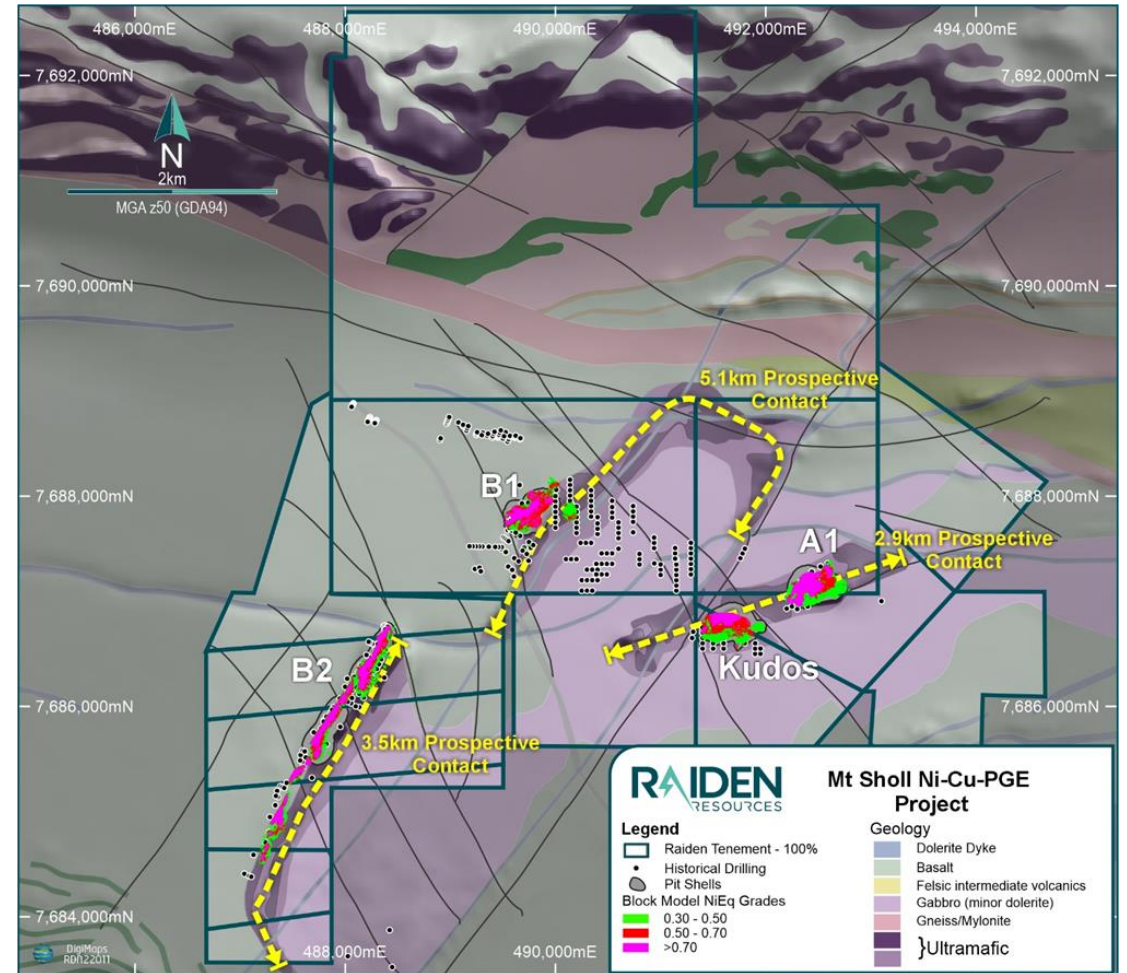 486,000mE
488,000mE
490,000mE
492,000mE
494,000mE
7,692,000mN
7,692,000mN
N
2km
MGA z50 (GDA94)
7,690,000mN
7,690,000mN
5.1km Prospective
Contact
B1
7,688,000mN
7,688,000mN
A1
2.9km Prospective
Contact
B2
Kudos
7,686,000mN
7,686,000mN
3.5km Prospective
Contact
7,684,000mN
488,000mE
490,000mE
DigiMaps
RDN22011
RAIDEN
RESOURCES
Mt Sholl Ni-Cu-PGE
Project
Legend
Raiden Tenement - 100%
Historical Drilling
Pit Shells
Block Model NiEq Grades
0.30 - 0.50
0.50 - 0.70
>0.70
Geology
Dolerite Dyke
Basalt
Felsic intermediate volcanics
Gabbro (minor dolerite)
Gneiss/Mylonite
}Ultramafic